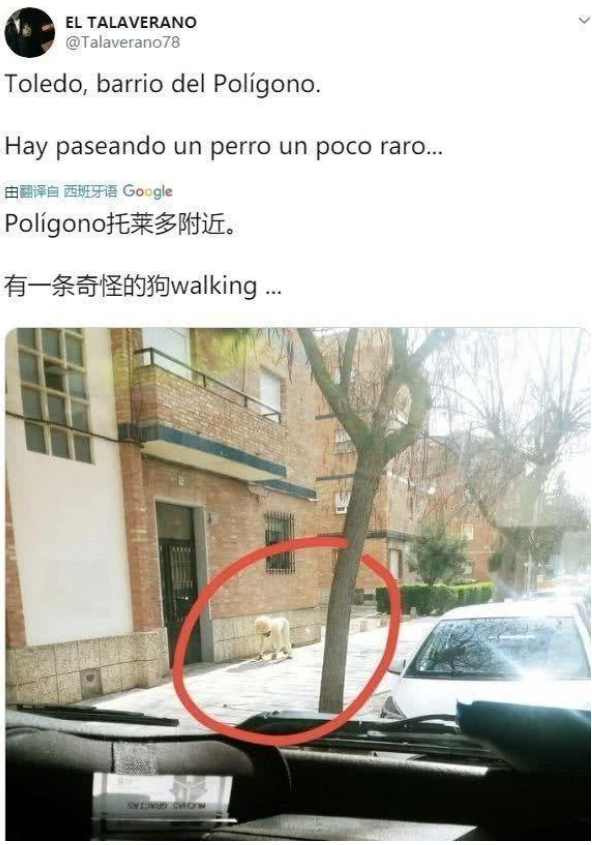 EL TALAVERANO
@Talaverano78
Toledo, barrio del Polígono.
Hay paseando un perro un poco raro...
由翻译自 西班牙语 Google
Polígono托莱多附近。
有一条奇怪的狗walking ...
MUCHAS GRACIAS